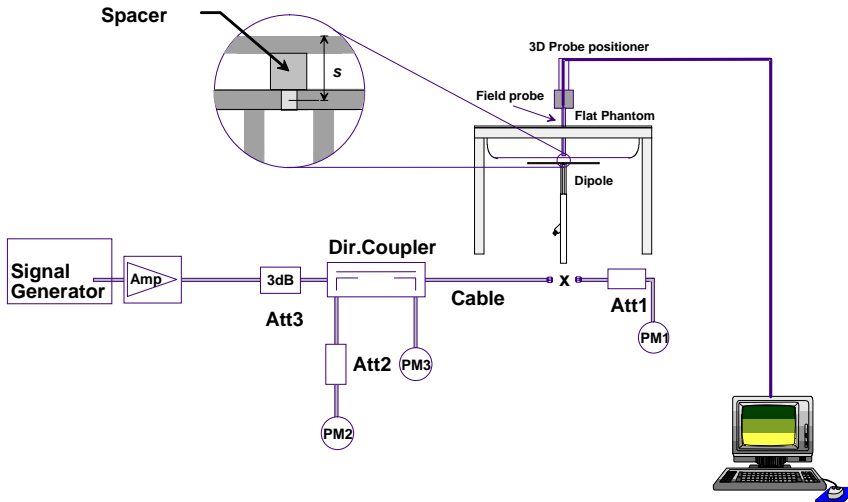 Spacer
s
3D Probe positioner
Field probe
Flat Phantom
Dipole
Signal
Generator
Amp
3dB
Att3
Dir.Coupler
Cable
x
Att1
PM1
Att2
PM3
PM2